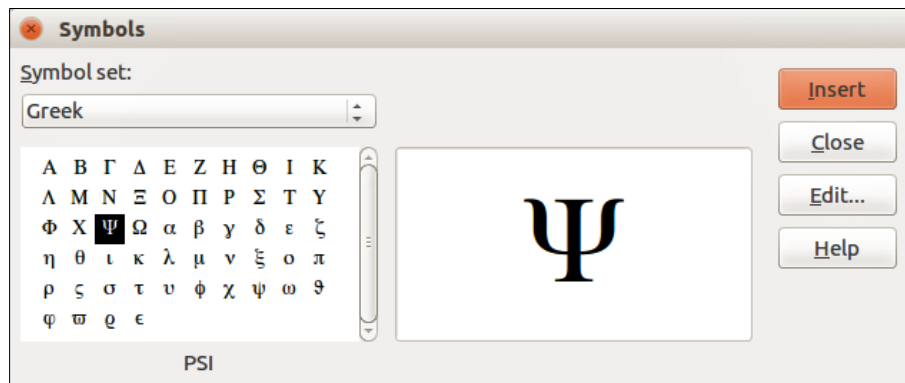 Symbols
Symbol set:
Greek
Α Β Γ Δ Ε Ζ Η Θ Ι Κ
Λ Μ Ν Ξ Ο Π Ρ Σ Τ Υ
Φ Χ Ψ Ω α β γ δ ε ζ
η θ ι κ λ μ ν ξ ο π
ρ ς σ τ υ ϕ χ ψ ω ϑ
φ ϖ ϱ ϵ
PSI
Ψ
Insert
Close
Edit...
Help